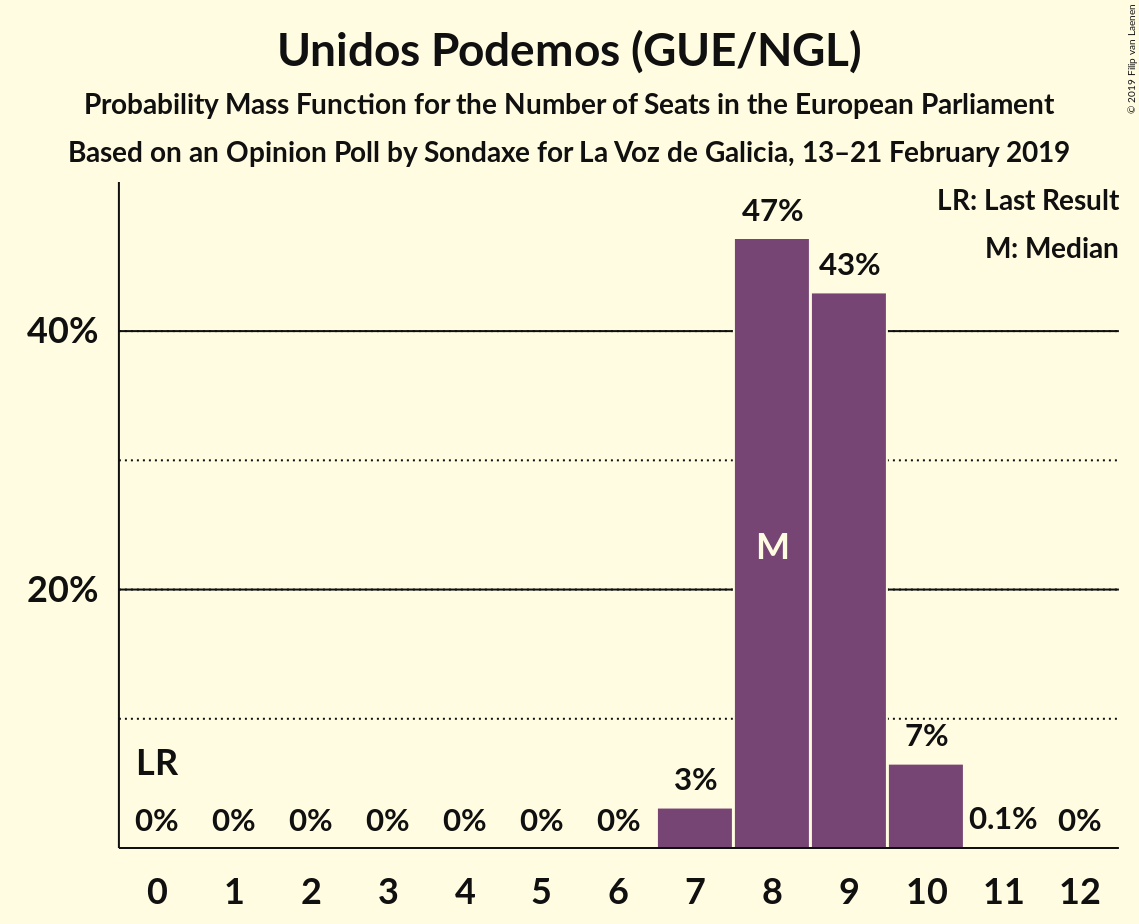 Unidos Podemos (GUE/NGL)
Probability Mass Function for the Number of Seats in the European Parliament
Based on an Opinion Poll by Sondaxe for La Voz de Galicia, 13–21 February 2019
© 2019 Filip van Laenen
LR: Last Result
M: Median
47%
43%
40%
M
20%
7%
LR
3%
0% 0% 0% 0% 0% 0% 0% 0.1% 0%
0 1 2 3 4 5 6 7 8 9 10 11 12